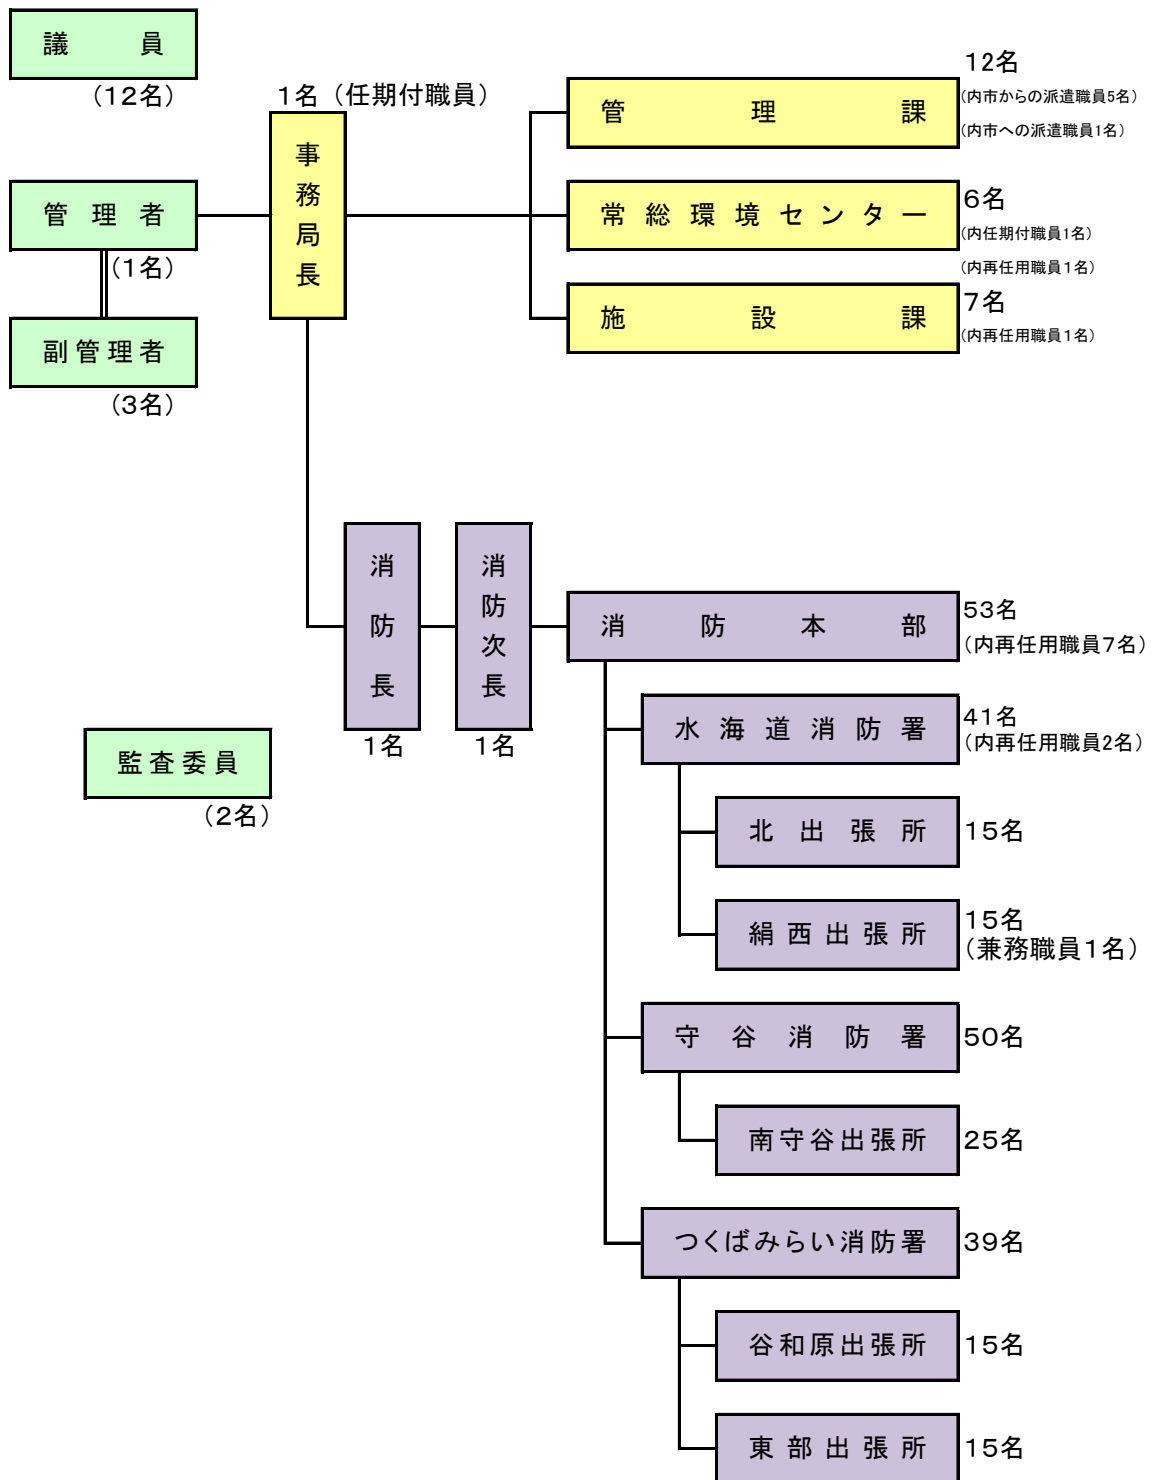 議員
(12名)
管理者
(1名)
副管理者
(3名)
1名 (任期付職員)
事務局長
管理課
12名
(内市からの派遣職員5名)
(内市への派遣職員1名)
常総環境センター
6名
(内任期付職員1名)
(内再任用職員1名)
施設課
7名
(内再任用職員1名)
消防長
1名
消防次長
1名
消防本部
53名
(内再任用職員7名)
監査委員
(2名)
水海道消防署
41名
(内再任用職員2名)
北出張所
15名
絹西出張所
15名
(兼務職員1名)
守谷消防署
50名
南守谷出張所
25名
つくばみらい消防署
39名
谷和原出張所
15名
東部出張所
15名